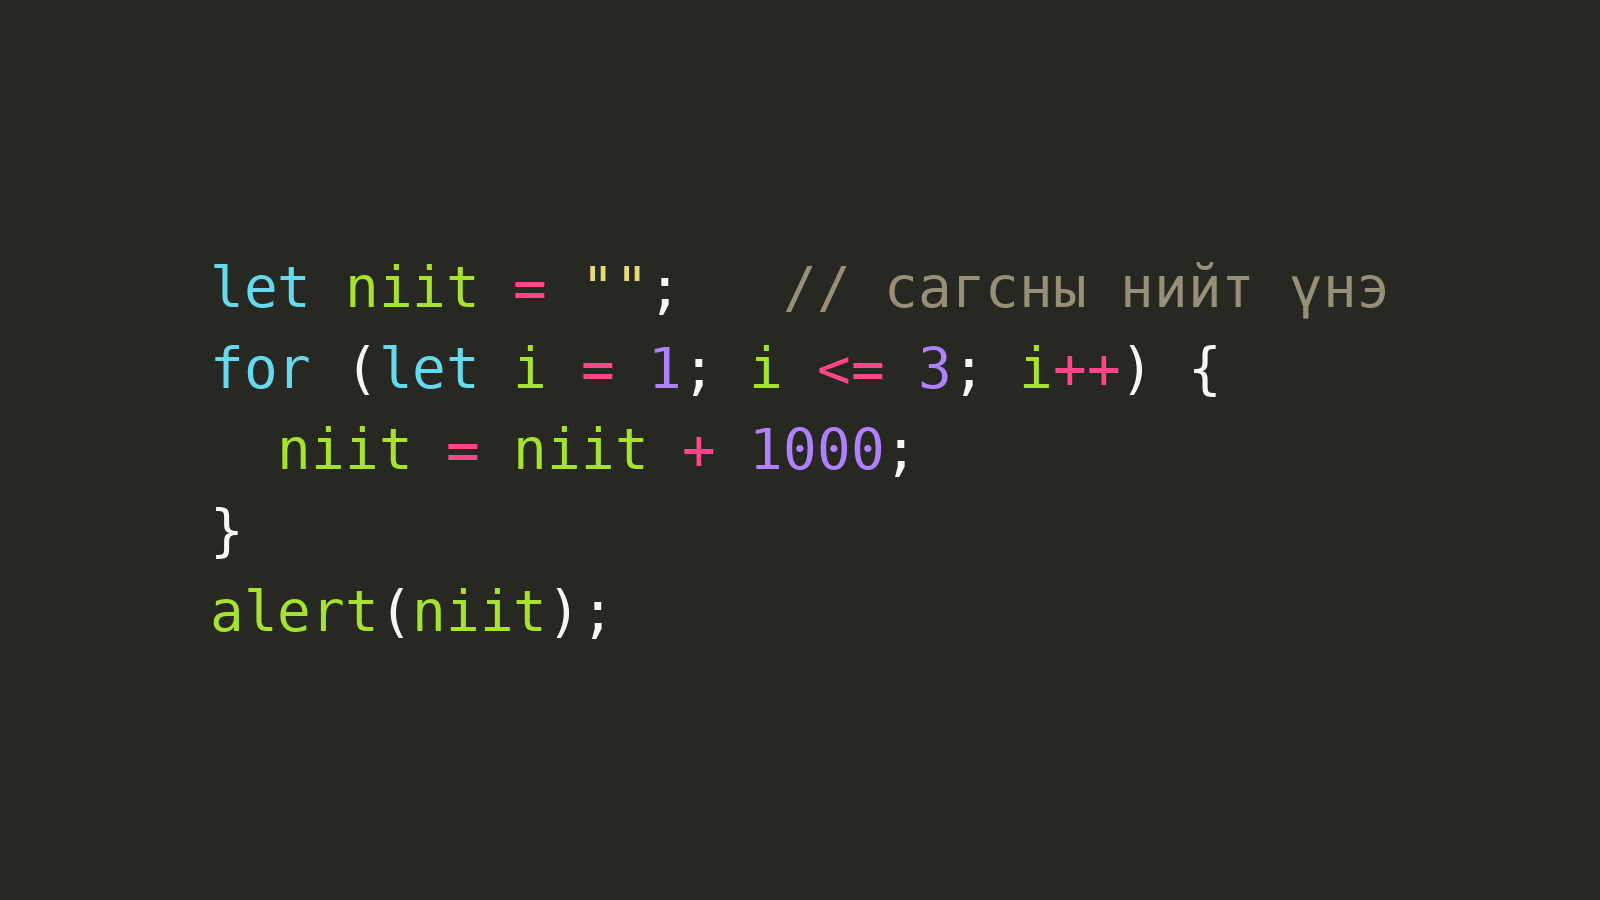 let niit = "";   // сагсны нийт үнэ
for (let i = 1; i <= 3; i++) {
  niit = niit + 1000;
}
alert(niit);